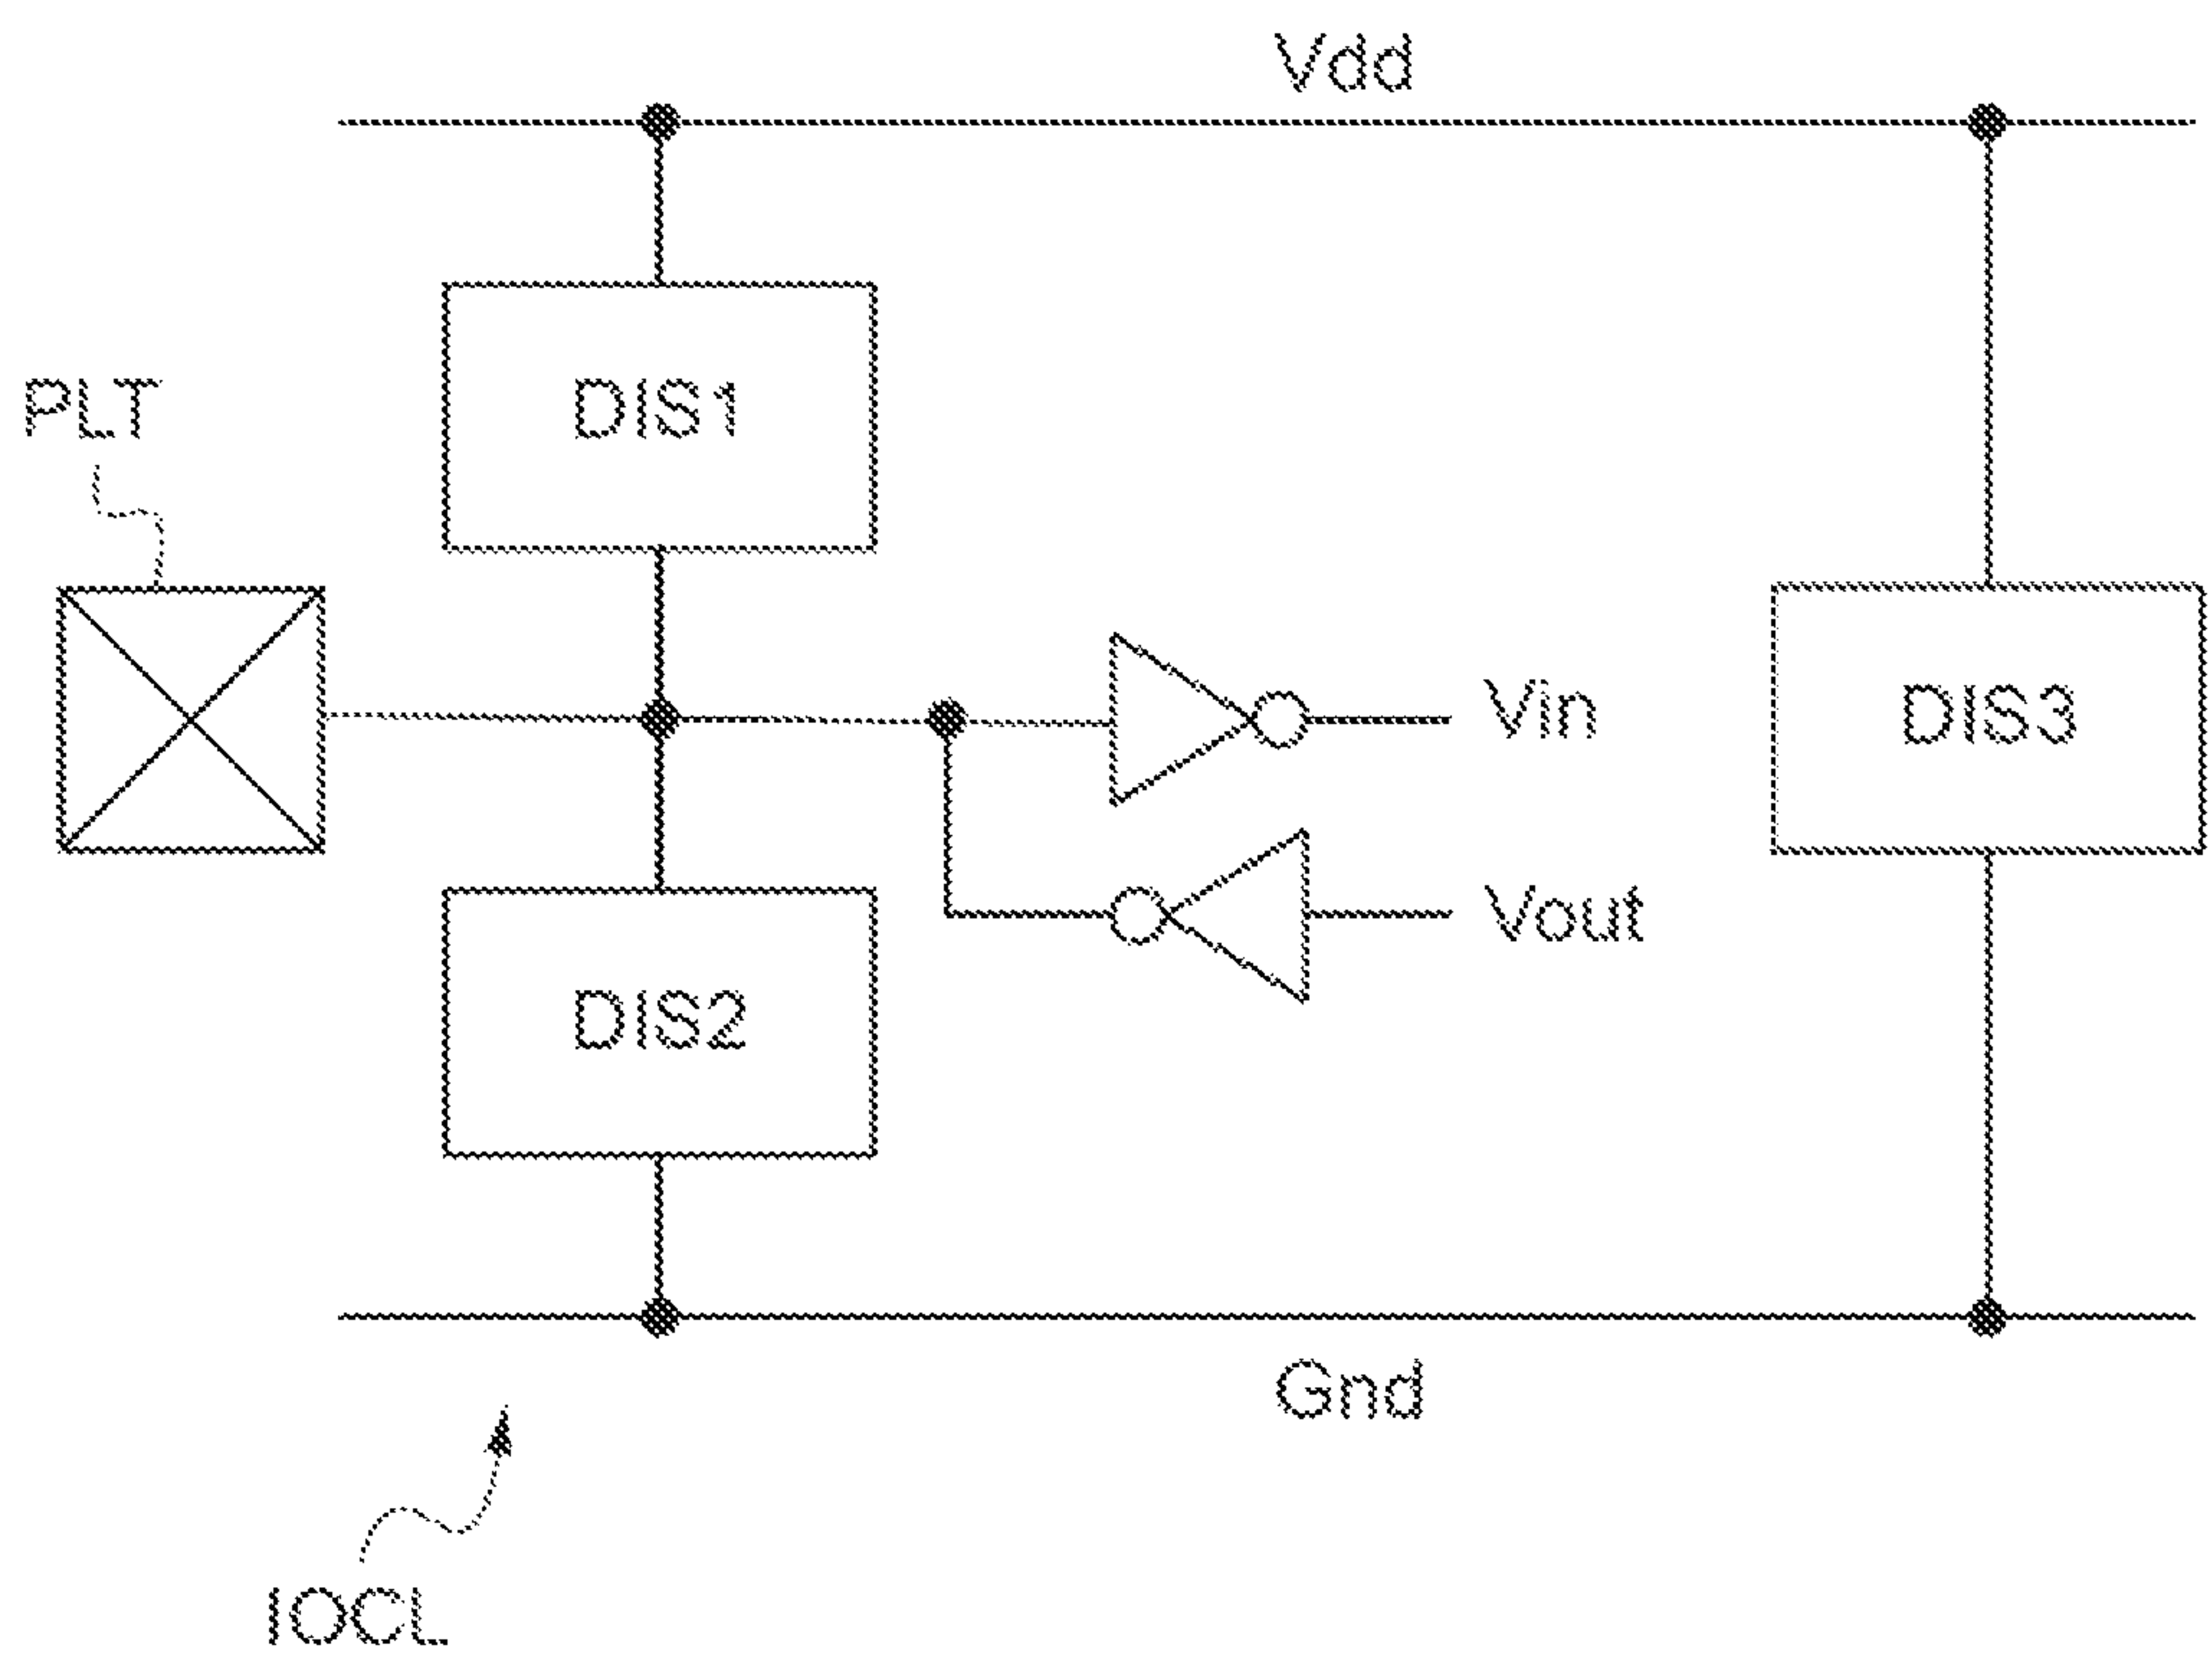 Vdd
DIS1
PLT
Vin
DIS3
Vout
DIS2
Gnd
IOCL